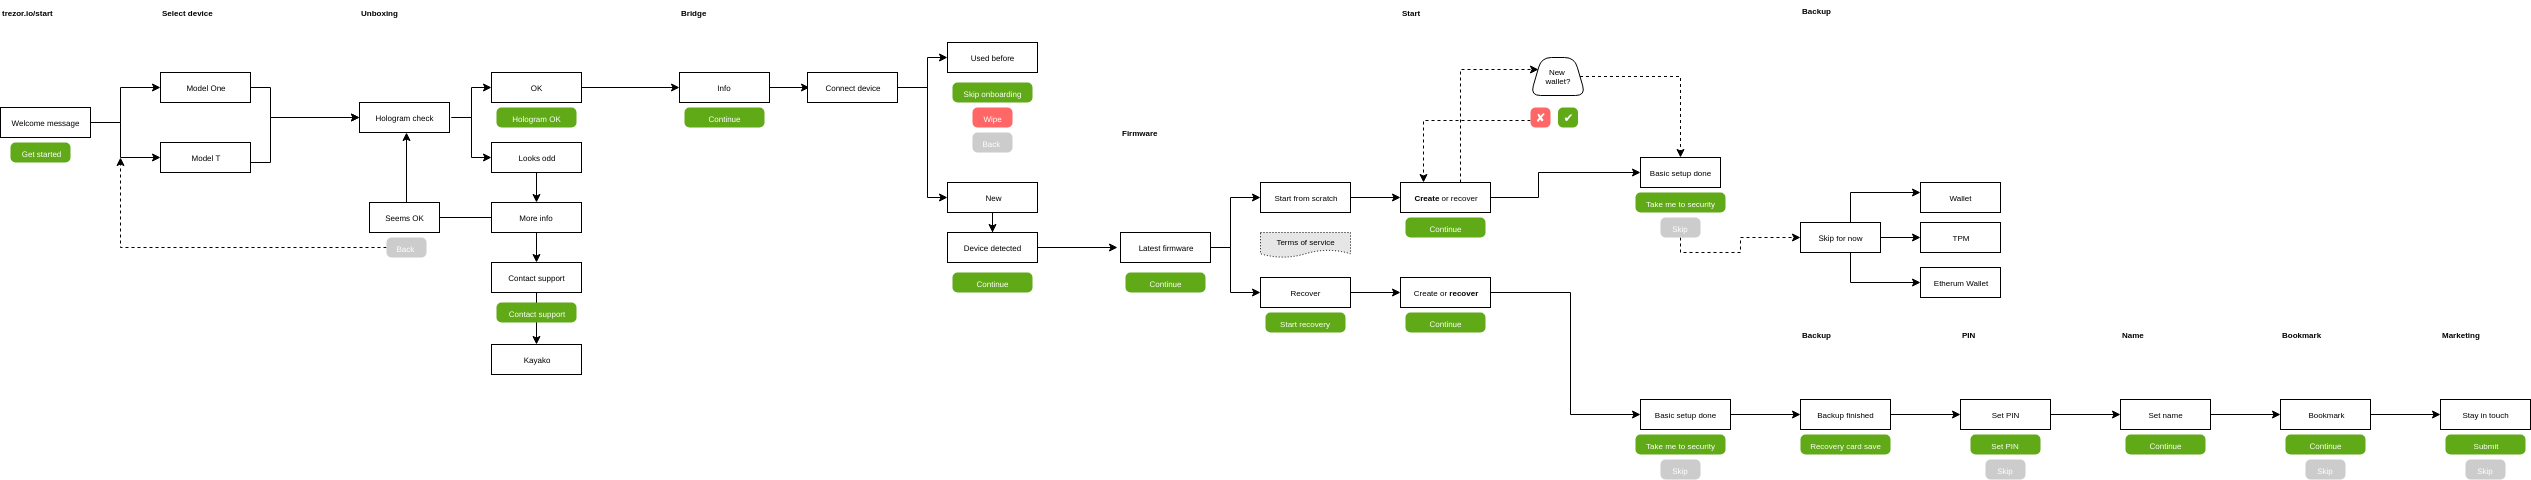 trezor.io/start
Select device
Unboxing
Bridge
Start
Backup
Welcome message
Get started
Model One
Model T
Hologram check
OK
Hologram OK
Looks odd
More info
Seems OK
Back
Contact support
Contact support
Kayako
Info
Continue
Connect device
Used before
Skip onboarding
Wipe
Back
New
Device detected
Continue
Firmware
Latest firmware
Continue
Start from scratch
Terms of service
Recover
Start recovery
Create or recover
Continue
Create or recover
Continue
New
wallet?
✘
✔
Basic setup done
Take me to security
Skip
Skip for now
Wallet
TPM
Etherum Wallet
Backup
PIN
Name
Bookmark
Marketing
Basic setup done
Take me to security
Skip
Backup finished
Recovery card save
Set PIN
Set PIN
Skip
Set name
Continue
Bookmark
Continue
Skip
Stay in touch
Submit
Skip